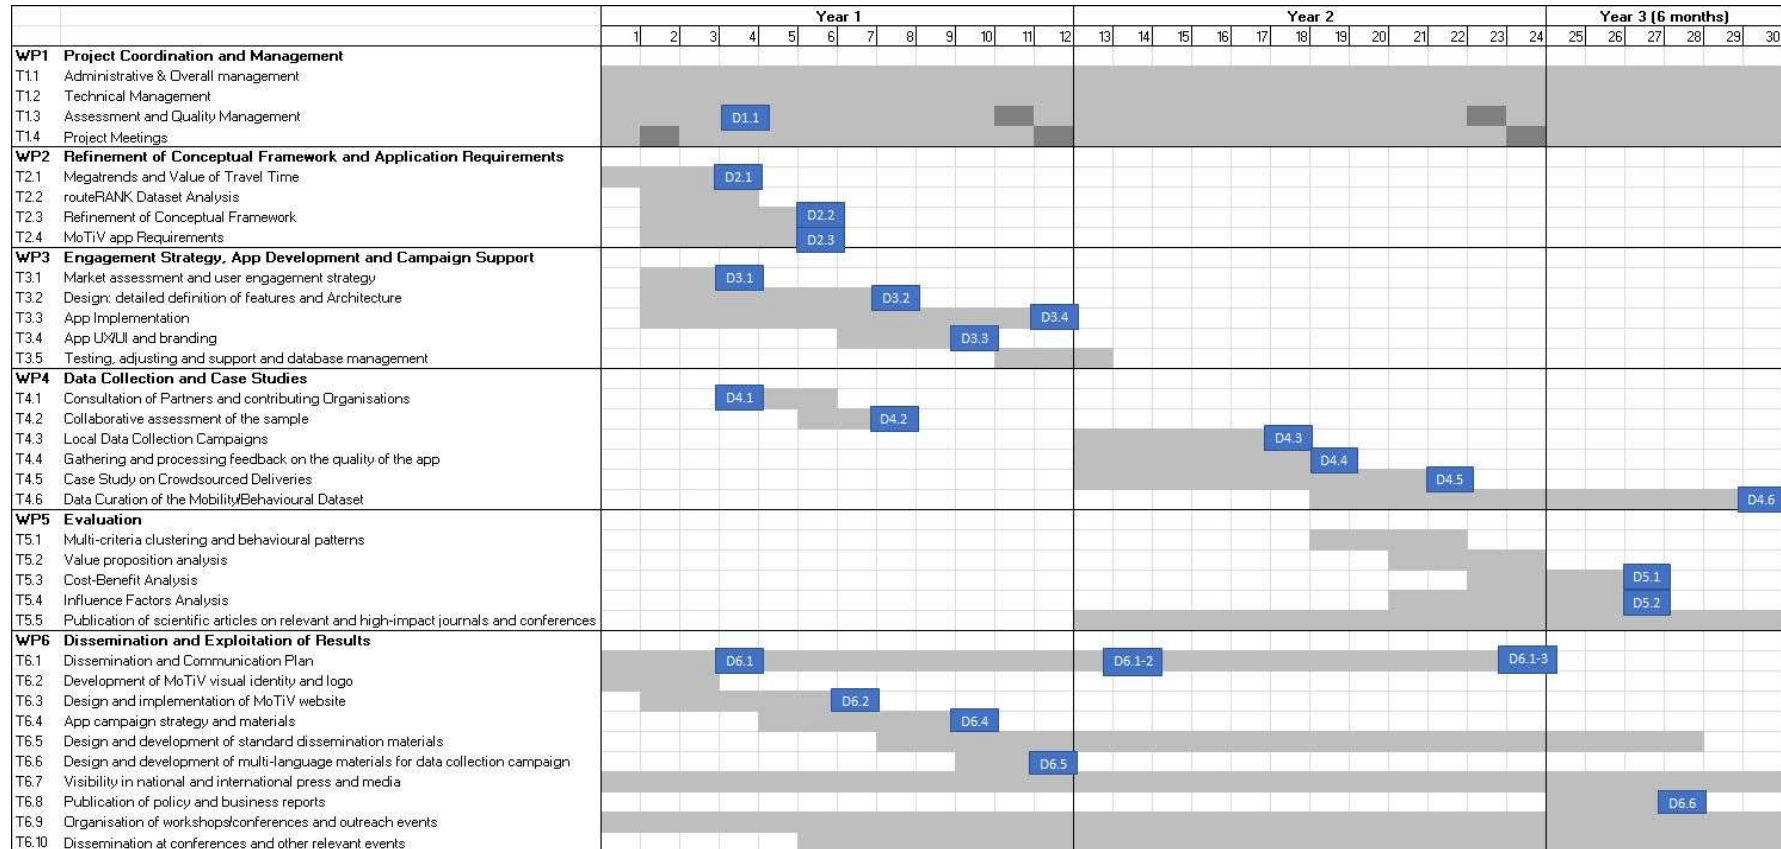 Year 1 Year 2 Year 3 (6 months)
1 2 3 4 5 6 7 8 9 10 11 12 13 14 15 16 17 18 19 20 21 22 23 24 25 26 27 28 29 30
WP1 Project Coordination and Management
T1.1 Administrative & Overall management
T1.2 Technical Management
T1.3 Assessment and Quality Management D1.1
T1.4 Project Meetings
WP2 Refinement of Conceptual Framework and Application Requirements
T2.1 Megatrends and Value of Travel Time D2.1
T2.2 routeRANK Dataset Analysis
T2.3 Refinement of Conceptual Framework D2.2
T2.4 MoTiV app Requirements D2.3
WP3 Engagement Strategy, App Development and Campaign Support
T3.1 Market assessment and user engagement strategy D3.1
T3.2 Design: detailed definition of features and Architecture D3.2
T3.3 App Implementation D3.4
T3.4 App UX/UI and branding D3.3
T3.5 Testing, adjusting and support and database management
WP4 Data Collection and Case Studies
T4.1 Consultation of Partners and contributing Organisations D4.1
T4.2 Collaborative assessment of the sample D4.2
T4.3 Local Data Collection Campaigns D4.3
T4.4 Gathering and processing feedback on the quality of the app D4.4
T4.5 Case Study on Crowdsourced Deliveries D4.5
T4.6 Data Curation of the Mobility/Behavioural Dataset D4.6
WP5 Evaluation
T5.1 Multi-criteria clustering and behavioural patterns
T5.2 Value proposition analysis
T5.3 Cost-Benefit Analysis D5.1
T5.4 Influence Factors Analysis D5.2
T5.5 Publication of scientific articles on relevant and high-impact journals and conferences
WP6 Dissemination and Exploitation of Results
T6.1 Dissemination and Communication Plan D6.1 D6.1-2 D6.1-3
T6.2 Development of MoTiV visual identity and logo
T6.3 Design and implementation of MoTiV website D6.2
T6.4 App campaign strategy and materials D6.4
T6.5 Design and development of standard dissemination materials
T6.6 Design and development of multi-language materials for data collection campaign D6.5
T6.7 Visibility in national and international press and media
T6.8 Publication of policy and business reports D6.6
T6.9 Organisation of workshops/conferences and outreach events
T6.10 Dissemination at conferences and other relevant events